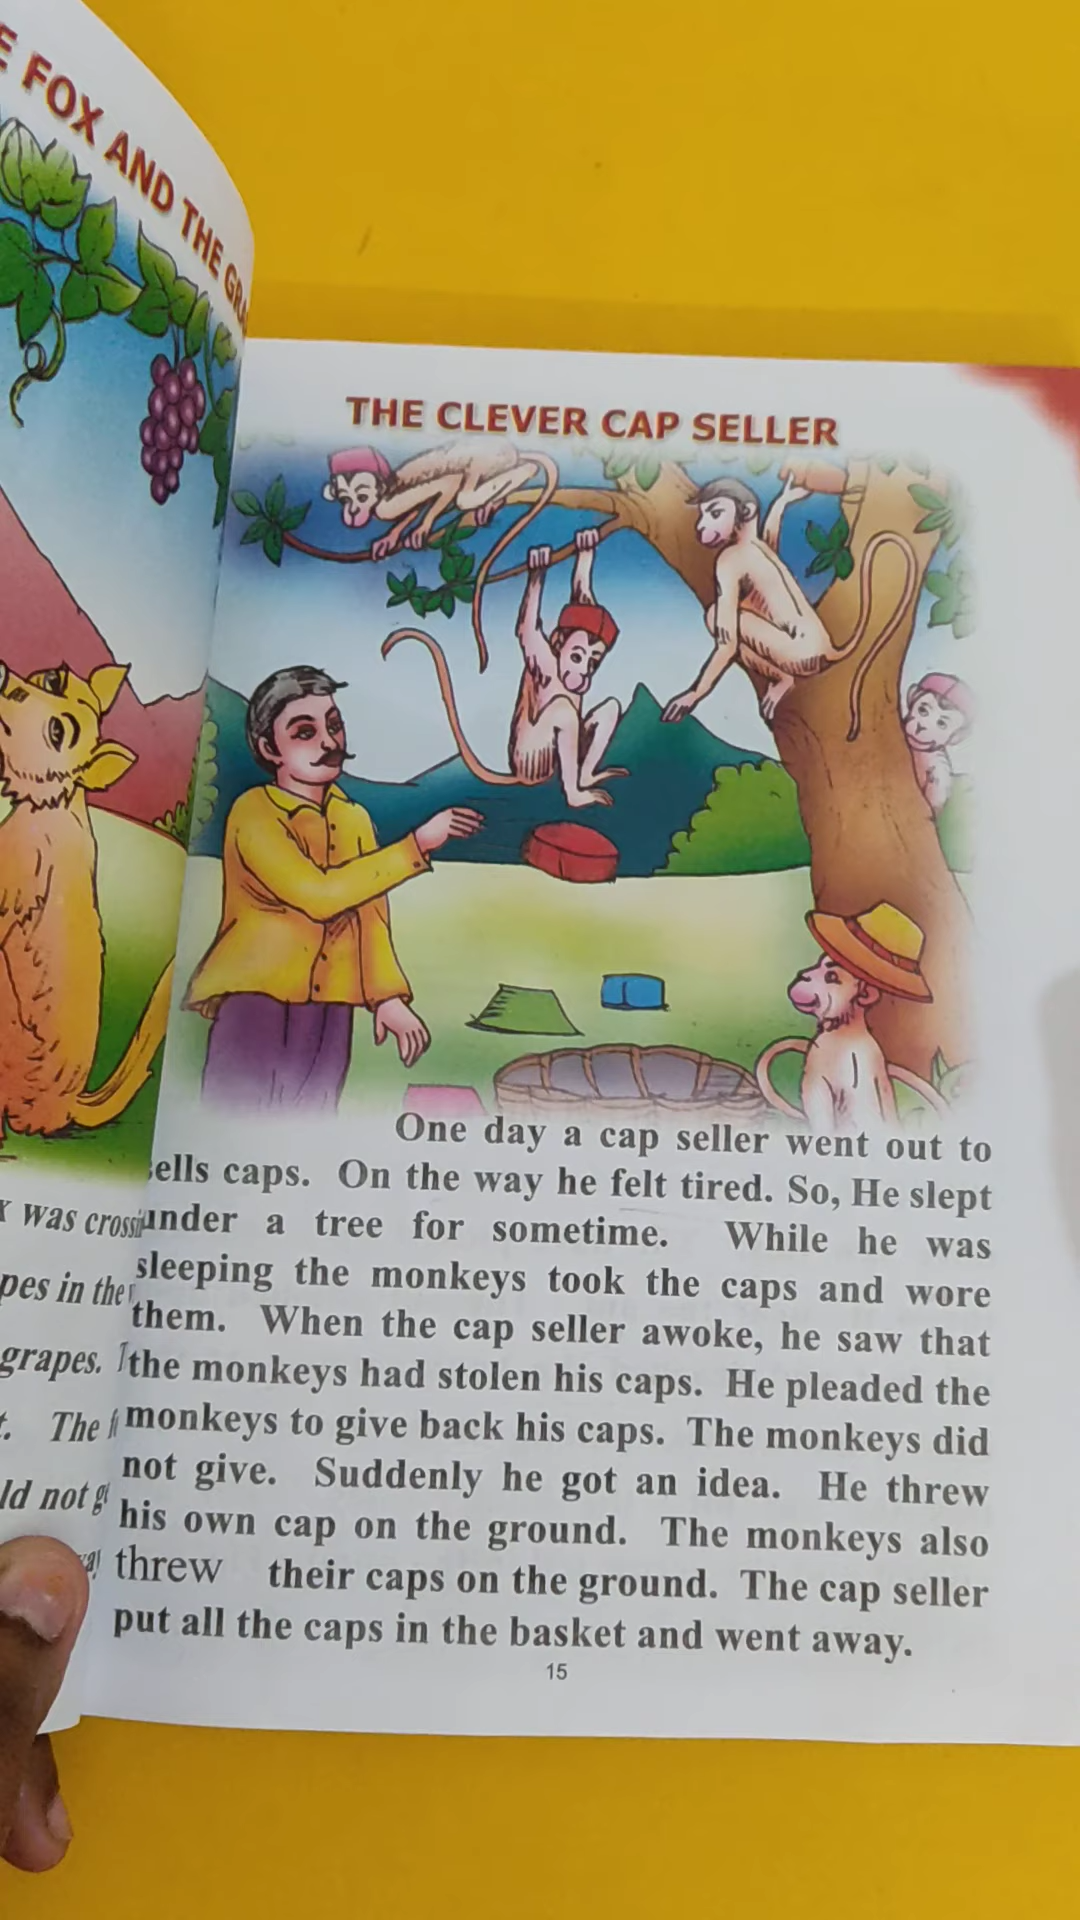 E FOX AND THE GRA
x was crossi
pes in the
grapes.
t. The f
ld not g
THE CLEVER CAP SELLER
One day a cap seller went out to
sells caps. On the way he felt tired. So, He slept
under a tree for sometime. While he was
sleeping the monkeys took the caps and wore
them. When the cap seller awoke, he saw that
the monkeys had stolen his caps. He pleaded the
monkeys to give back his caps. The monkeys did
not give. Suddenly he got an idea. He threw
his own cap on the ground. The monkeys also
threw their caps on the ground. The cap seller
put all the caps in the basket and went away.
15